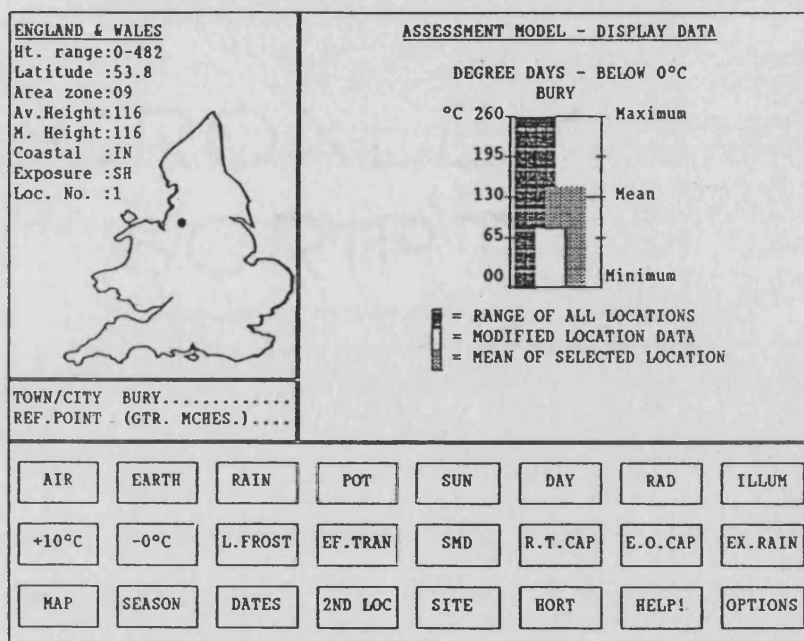 ENGLAND & WALES
Ht. range:0-482
Latitude :53.8
Area zone:09
Av.Height:116
M. Height:116
Coastal :IN
Exposure :SH
Loc. No. :1
TOWN/CITY BURY..............
REF.POINT (GTR. MCHES.)....
ASSESSMENT MODEL - DISPLAY DATA
DEGREE DAYS - BELOW 0°C
BURY
°C 260 Maximum
195
130 Mean
65
00 Minimum
= RANGE OF ALL LOCATIONS
= MODIFIED LOCATION DATA
= MEAN OF SELECTED LOCATION
AIR EARTH RAIN POT SUN DAY RAD ILLUM
+10°C -0°C L.FROST EF.TRAN SMD R.T.CAP E.O.CAP EX.RAIN
MAP SEASON DATES 2ND LOC SITE HORT HELP! OPTIONS